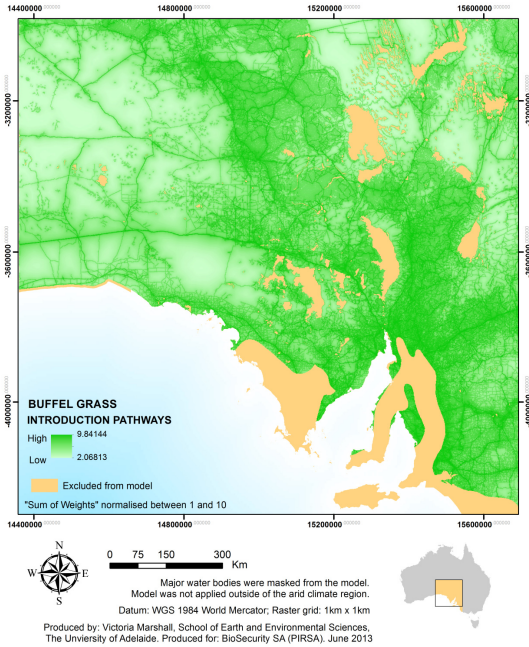 14400000 14800000 15200000 15600000
-3200000 -3200000
-3600000 -3600000
-4000000 -4000000
BUFFEL GRASS
INTRODUCTION PATHWAYS
High 9.84144
Low 2.06813
Excluded from model
"Sum of Weights" normalised between 1 and 10
14400000 14800000 15200000 15600000
N
W E
S
0 75 150 300
Km
Major water bodies were masked from the model.
Model was not applied outside of the arid climate region.
Datum: WGS 1984 World Mercator; Raster grid: 1km x 1km
Produced by: Victoria Marshall, School of Earth and Environmental Sciences,
The Unviersity of Adelaide. Produced for: BioSecurity SA (PIRSA). June 2013